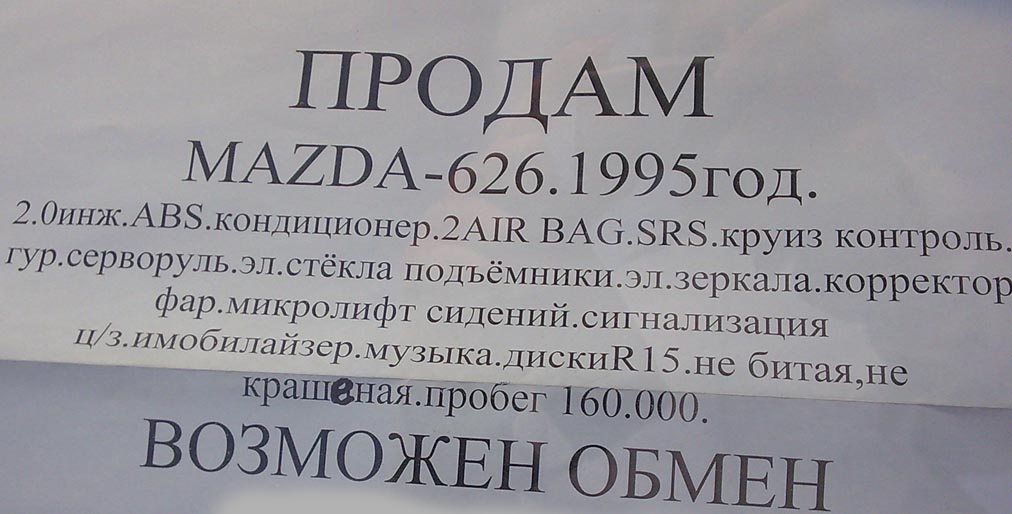 ПРОДАМ
MAZDA-626.1995год.
2.0инж.ABS.кондиционер.2AIR BAG.SRS.круиз контроль.
гур.серворуль.эл.стёкла подъёмники.эл.зеркала.корректор
фар.микролифт сидений.сигнализация
ц/з.имобилайзер.музыка.дискиR15.не битая,не
крашеная.пробег 160.000.
ВОЗМОЖЕН ОБМЕН